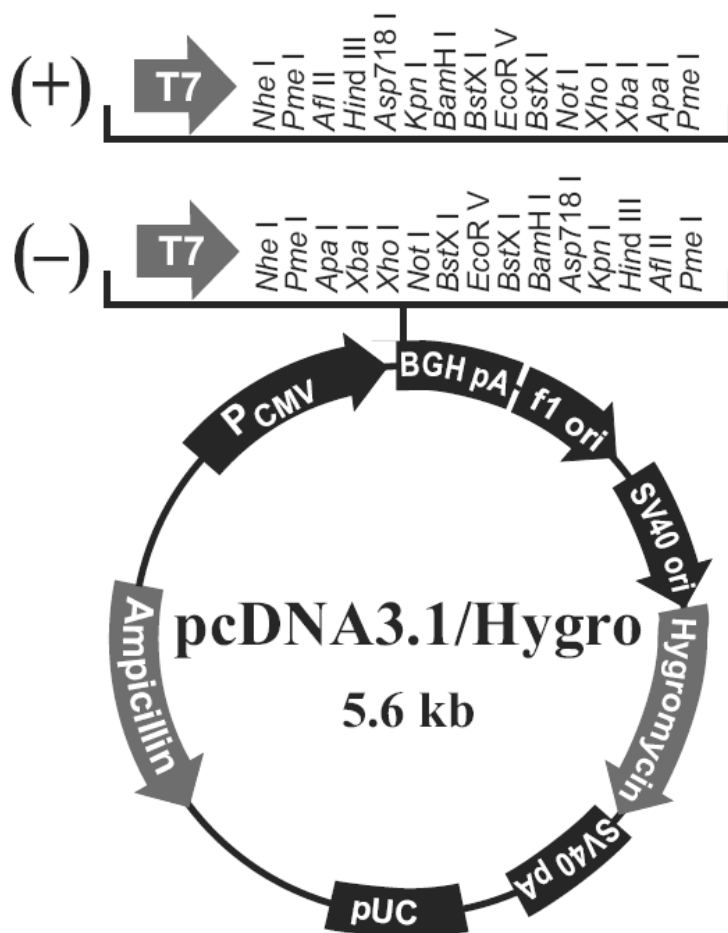 (+)
T7
Nhe I
Pme I
Afl II
Hind III
Asp718 I
Kpn I
BamH I
BstX I
EcoR V
BstX I
Not I
Xho I
Xba I
Apa I
Pme I
(–)
T7
Nhe I
Pme I
Apa I
Xba I
Xho I
Not I
BstX I
EcoR V
BstX I
BamH I
Asp718 I
Kpn I
Hind III
Afl II
Pme I
P CMV
BGH pA
f1 ori
SV40 ori
Hygromycin
SV40 pA
pUC
Ampicillin
pcDNA3.1/Hygro
5.6 kb